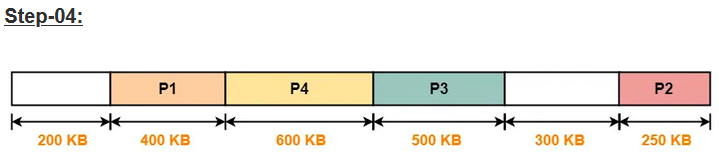 Step-04:
P1 P4 P3 P2
200 KB 400 KB 600 KB 500 KB 300 KB 250 KB